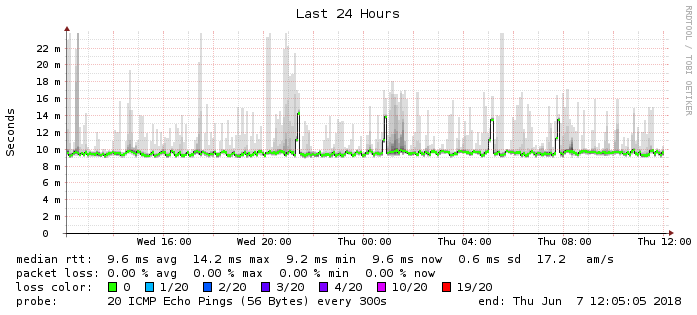 Last 24 Hours
RRDTOOL / TOBI OETIKER
Seconds
22 m
20 m
18 m
16 m
14 m
12 m
10 m
8 m
6 m
4 m
2 m
0
Wed 16:00 Wed 20:00 Thu 00:00 Thu 04:00 Thu 08:00 Thu 12:00
median rtt: 9.6 ms avg 14.2 ms max 9.2 ms min 9.6 ms now 0.6 ms sd 17.2 am/s
packet loss: 0.00 % avg 0.00 % max 0.00 % min 0.00 % now
loss color: 0 1/20 2/20 3/20 4/20 10/20 19/20
probe: 20 ICMP Echo Pings (56 Bytes) every 300s end: Thu Jun 7 12:05:05 2018